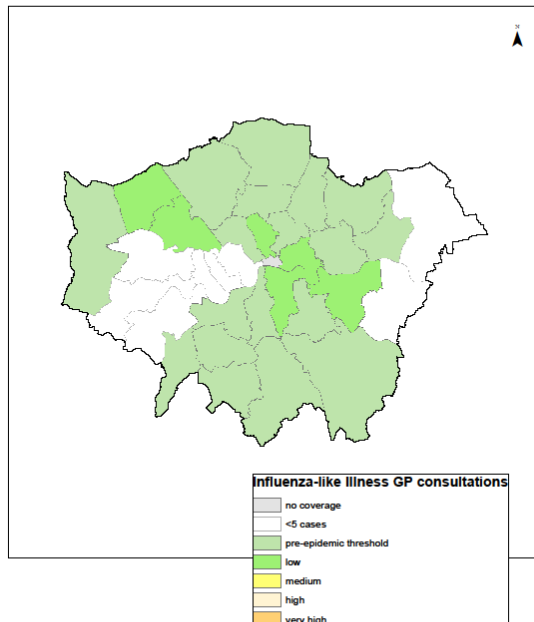 N
Influenza-like Illness GP consultations
no coverage
<5 cases
pre-epidemic threshold
low
medium
high
very high